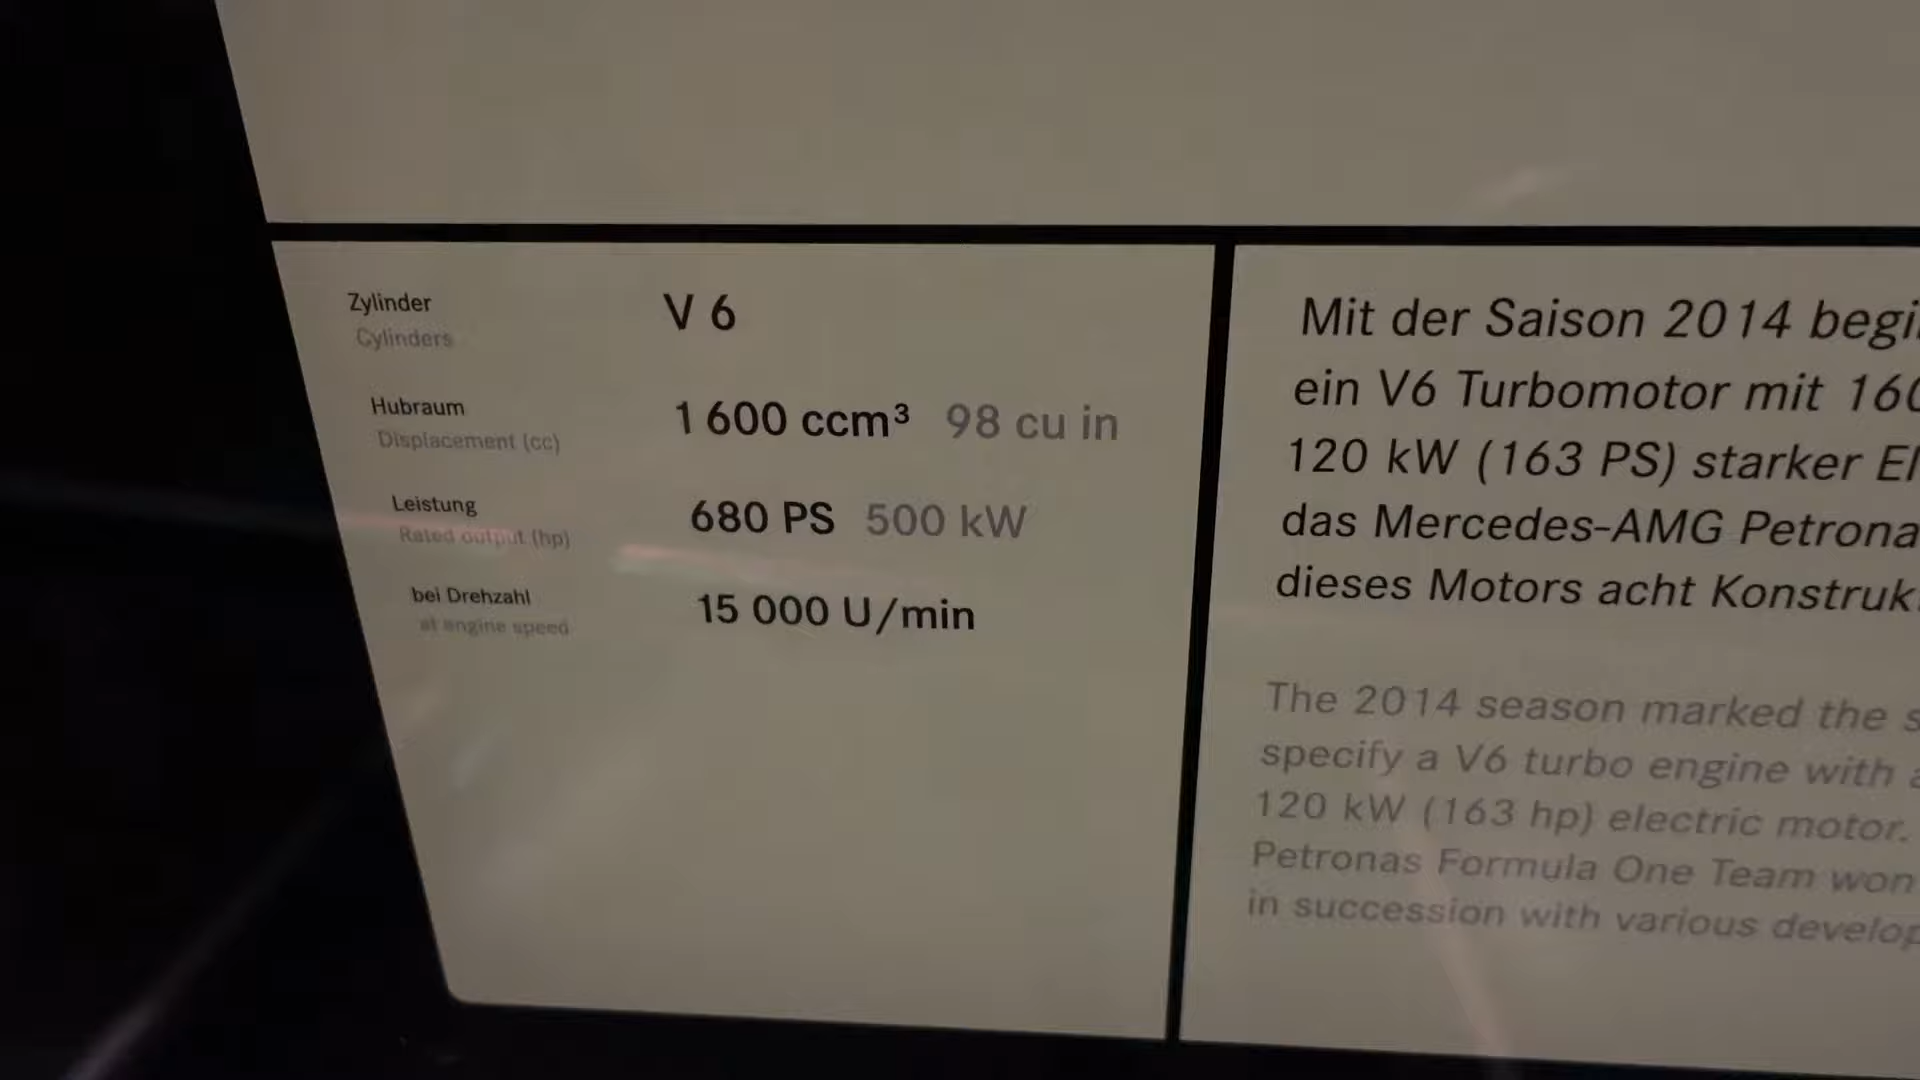 Zylinder V 6
Cylinders
Hubraum 1 600 ccm³ 98 cu in
Displacement (cc)
Leistung 680 PS 500 kW
Rated output (hp)
bei Drehzahl 15 000 U/min
at engine speed
Mit der Saison 2014
ein V6 Turbomotor mit
120 kW (163 PS) starker
das Mercedes-AMG
dieses Motors acht
The 2014 season marked the
specify a V6 turbo engine with
120 kW (163 hp) electric motor.
Petronas Formula One Team won
in succession with various